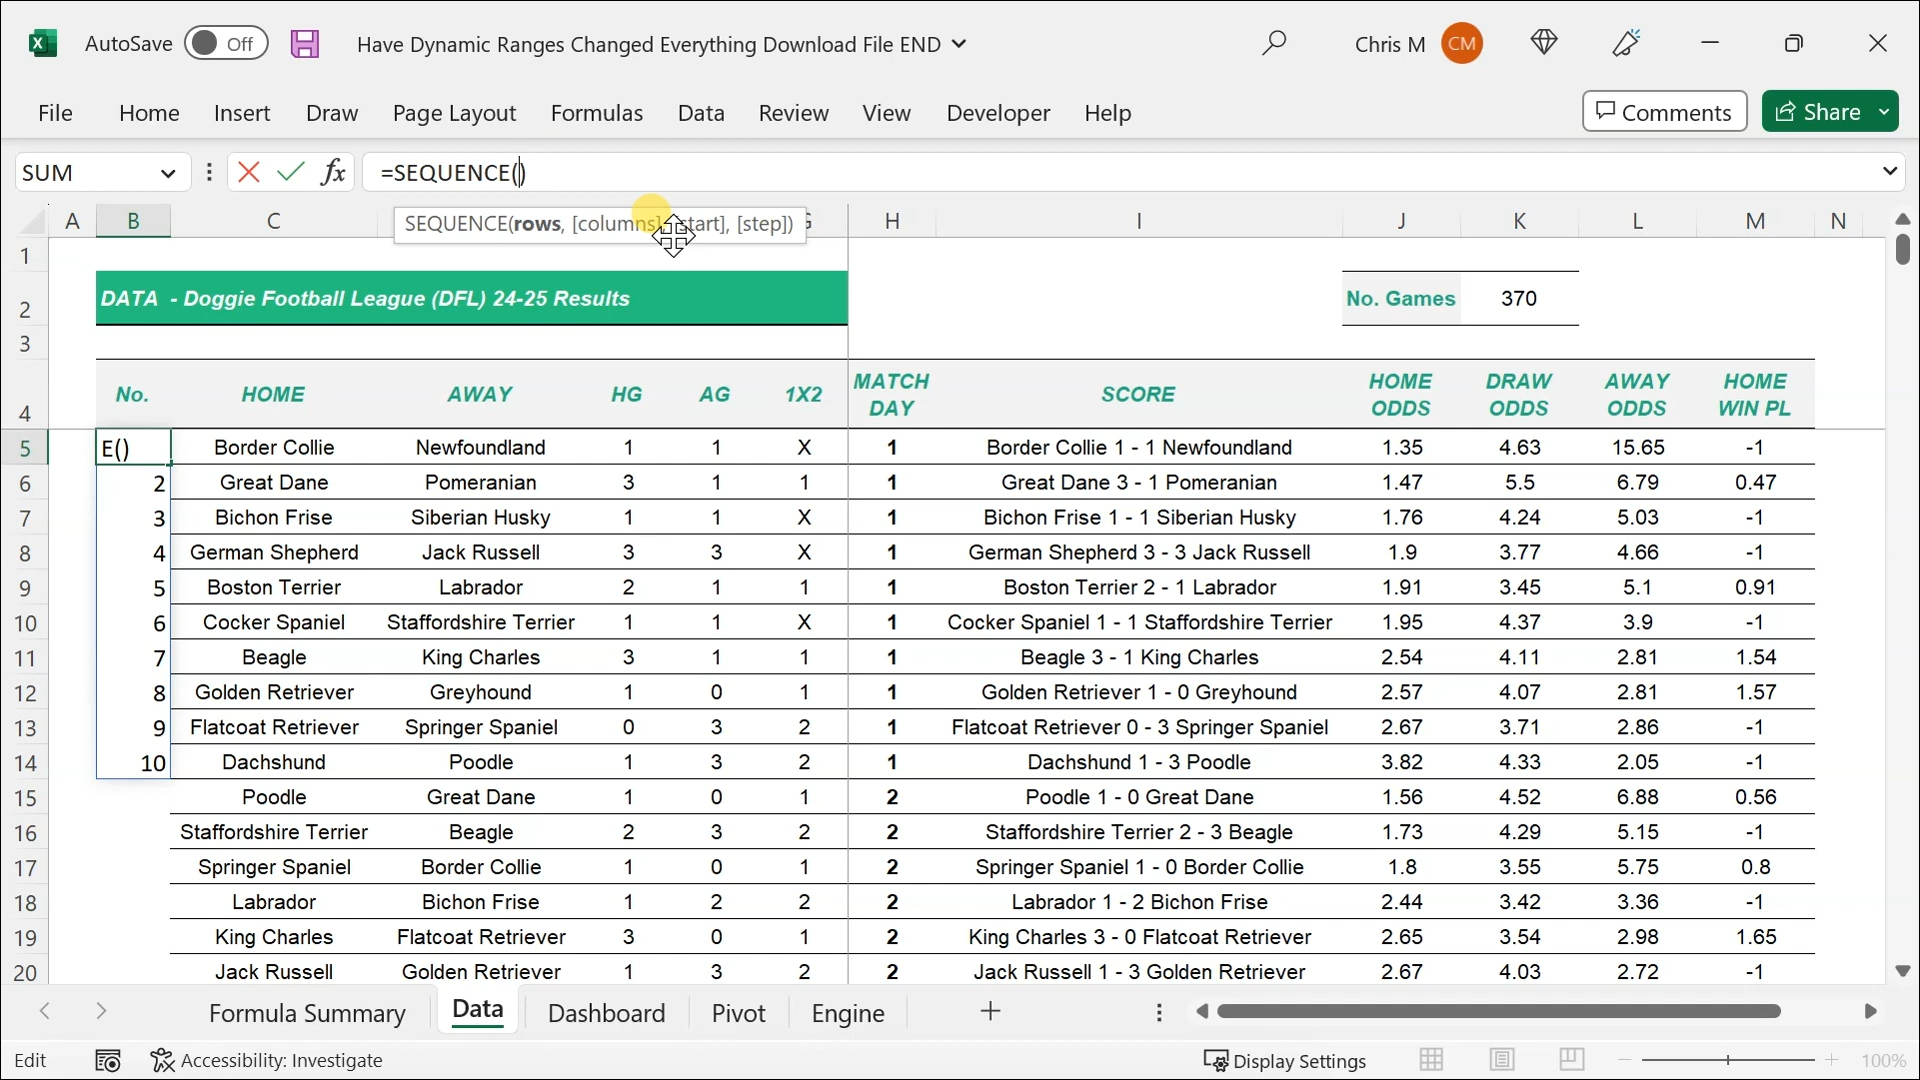 AutoSave Off Have Dynamic Ranges Changed Everything Download File END Chris M CM
File Home Insert Draw Page Layout Formulas Data Review View Developer Help Comments Share
SUM fx =SEQUENCE()
SEQUENCE(rows, [columns], start], [step])
A B C H I J K L M N
1
2 DATA - Doggie Football League (DFL) 24-25 Results No. Games 370
3
4 No. HOME AWAY HG AG 1X2 MATCH DAY SCORE HOME ODDS DRAW ODDS AWAY ODDS HOME WIN PL
5 E() Border Collie Newfoundland 1 1 X 1 Border Collie 1 - 1 Newfoundland 1.35 4.63 15.65 -1
6 2 Great Dane Pomeranian 3 1 1 1 Great Dane 3 - 1 Pomeranian 1.47 5.5 6.79 0.47
7 3 Bichon Frise Siberian Husky 1 1 X 1 Bichon Frise 1 - 1 Siberian Husky 1.76 4.24 5.03 -1
8 4 German Shepherd Jack Russell 3 3 X 1 German Shepherd 3 - 3 Jack Russell 1.9 3.77 4.66 -1
9 5 Boston Terrier Labrador 2 1 1 1 Boston Terrier 2 - 1 Labrador 1.91 3.45 5.1 0.91
10 6 Cocker Spaniel Staffordshire Terrier 1 1 X 1 Cocker Spaniel 1 - 1 Staffordshire Terrier 1.95 4.37 3.9 -1
11 7 Beagle King Charles 3 1 1 1 Beagle 3 - 1 King Charles 2.54 4.11 2.81 1.54
12 8 Golden Retriever Greyhound 1 0 1 1 Golden Retriever 1 - 0 Greyhound 2.57 4.07 2.81 1.57
13 9 Flatcoat Retriever Springer Spaniel 0 3 2 1 Flatcoat Retriever 0 - 3 Springer Spaniel 2.67 3.71 2.86 -1
14 10 Dachshund Poodle 1 3 2 1 Dachshund 1 - 3 Poodle 3.82 4.33 2.05 -1
15 Poodle Great Dane 1 0 1 2 Poodle 1 - 0 Great Dane 1.56 4.52 6.88 0.56
16 Staffordshire Terrier Beagle 2 3 2 2 Staffordshire Terrier 2 - 3 Beagle 1.73 4.29 5.15 -1
17 Springer Spaniel Border Collie 1 0 1 2 Springer Spaniel 1 - 0 Border Collie 1.8 3.55 5.75 0.8
18 Labrador Bichon Frise 1 2 2 2 Labrador 1 - 2 Bichon Frise 2.44 3.42 3.36 -1
19 King Charles Flatcoat Retriever 3 0 1 2 King Charles 3 - 0 Flatcoat Retriever 2.65 3.54 2.98 1.65
20 Jack Russell Golden Retriever 1 3 2 2 Jack Russell 1 - 3 Golden Retriever 2.67 4.03 2.72 -1
Formula Summary Data Dashboard Pivot Engine
Edit Accessibility: Investigate Display Settings 100%